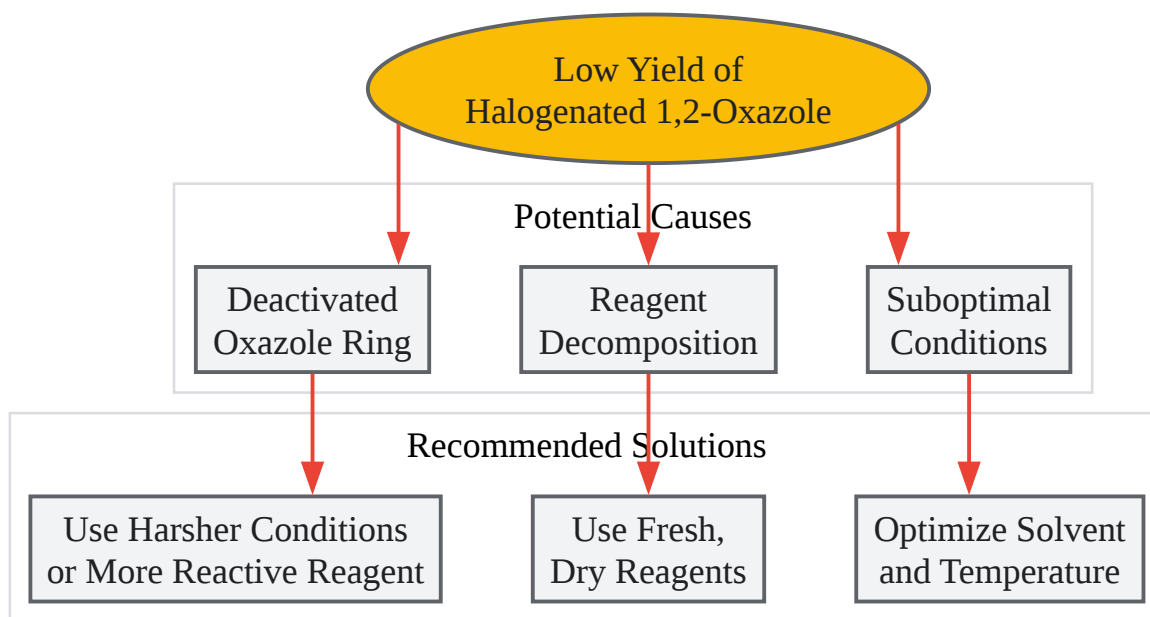 Low Yield of
Halogenated 1,2-Oxazole
Potential Causes
Deactivated
Oxazole Ring
Reagent
Decomposition
Suboptimal
Conditions
Recommended Solutions
Use Harsher Conditions
or More Reactive Reagent
Use Fresh,
Dry Reagents
Optimize Solvent
and Temperature